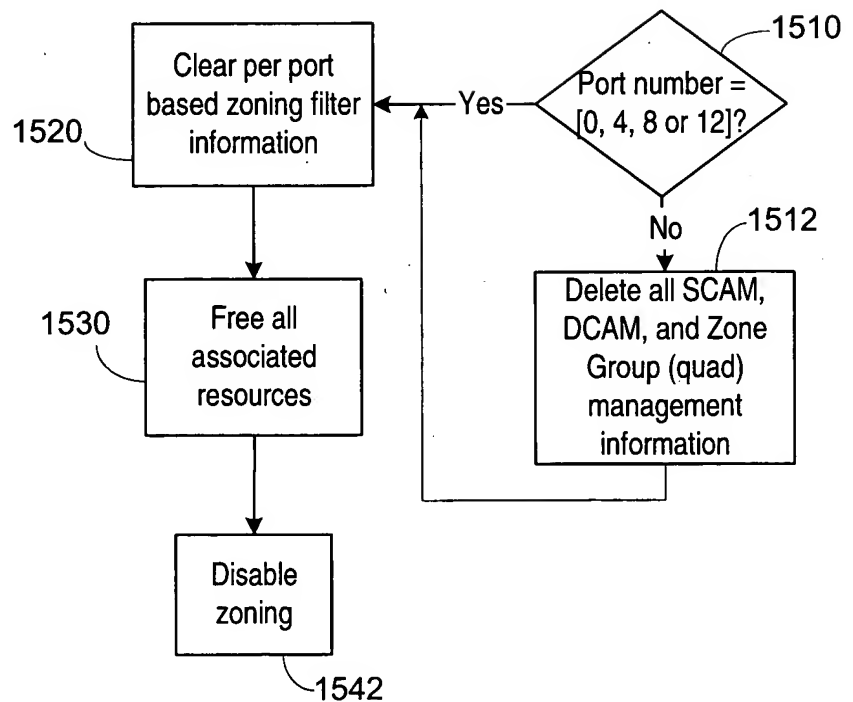 1510
Port number =
[0, 4, 8 or 12]?
Yes
No
Clear per port
based zoning filter
information
1520
1512
Delete all SCAM,
DCAM, and Zone
Group (quad)
management
information
1530
Free all
associated
resources
Disable
zoning
1542